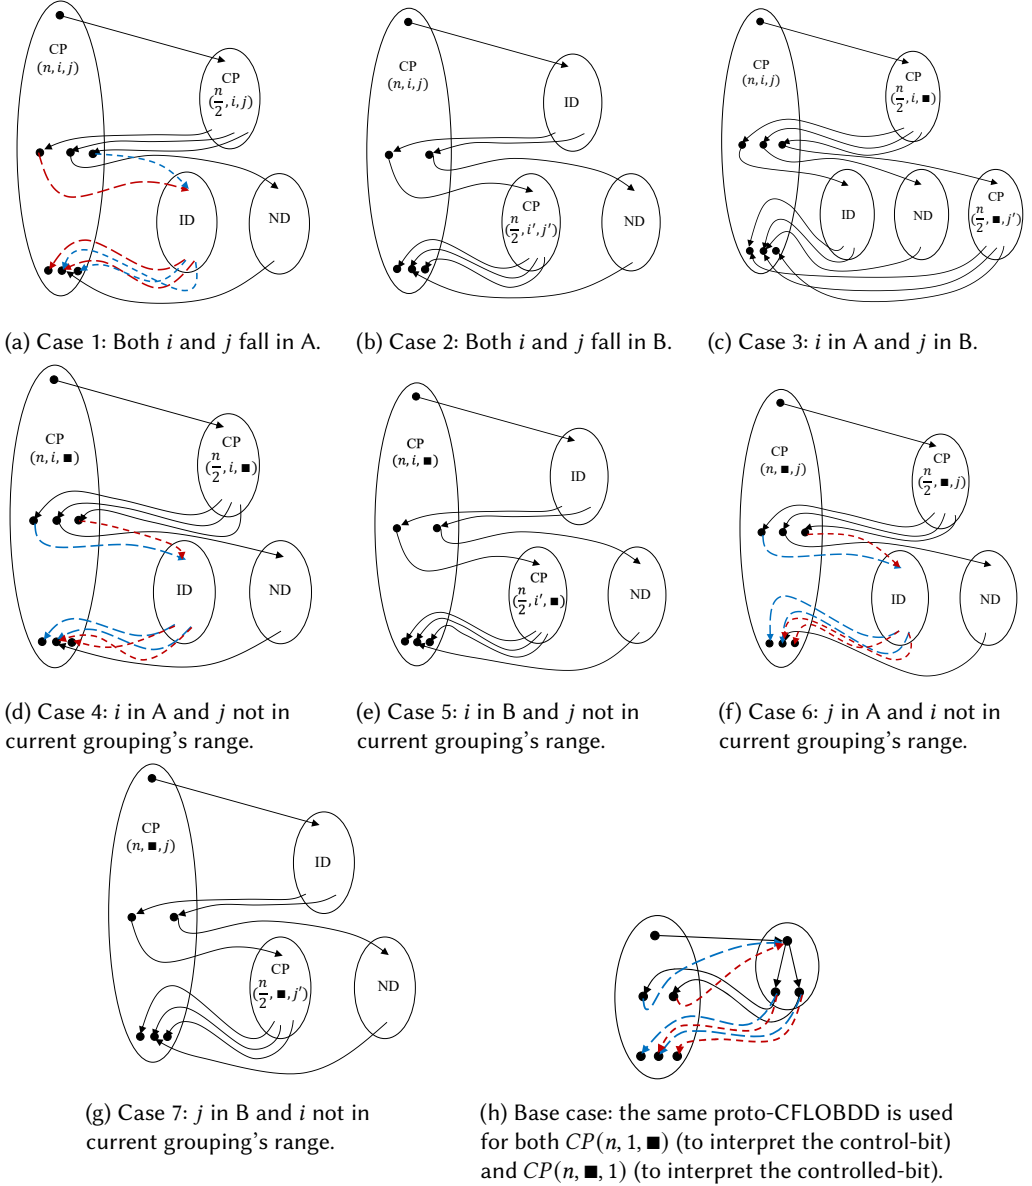 CP
(n, i, j)
CP
(n/2, i, j)
ID
ND
(a) Case 1: Both i and j fall in A.
CP
(n, i, j)
ID
CP
(n/2, i′, j′)
ND
(b) Case 2: Both i and j fall in B.
CP
(n, i, j)
CP
(n/2, i, ■)
ID
ND
CP
(n/2, ■, j′)
(c) Case 3: i in A and j in B.
CP
(n, i, ■)
CP
(n/2, i, ■)
ID
ND
(d) Case 4: i in A and j not in
current grouping's range.
CP
(n, i, ■)
ID
CP
(n/2, i′, ■)
ND
(e) Case 5: i in B and j not in
current grouping's range.
CP
(n, ■, j)
CP
(n/2, ■, j)
ID
ND
(f) Case 6: j in A and i not in
current grouping's range.
CP
(n, ■, j)
ID
CP
(n/2, ■, j′)
ND
(g) Case 7: j in B and i not in
current grouping's range.
(h) Base case: the same proto-CFLOBDD is used
for both CP(n, 1, ■) (to interpret the control-bit)
and CP(n, ■, 1) (to interpret the controlled-bit).